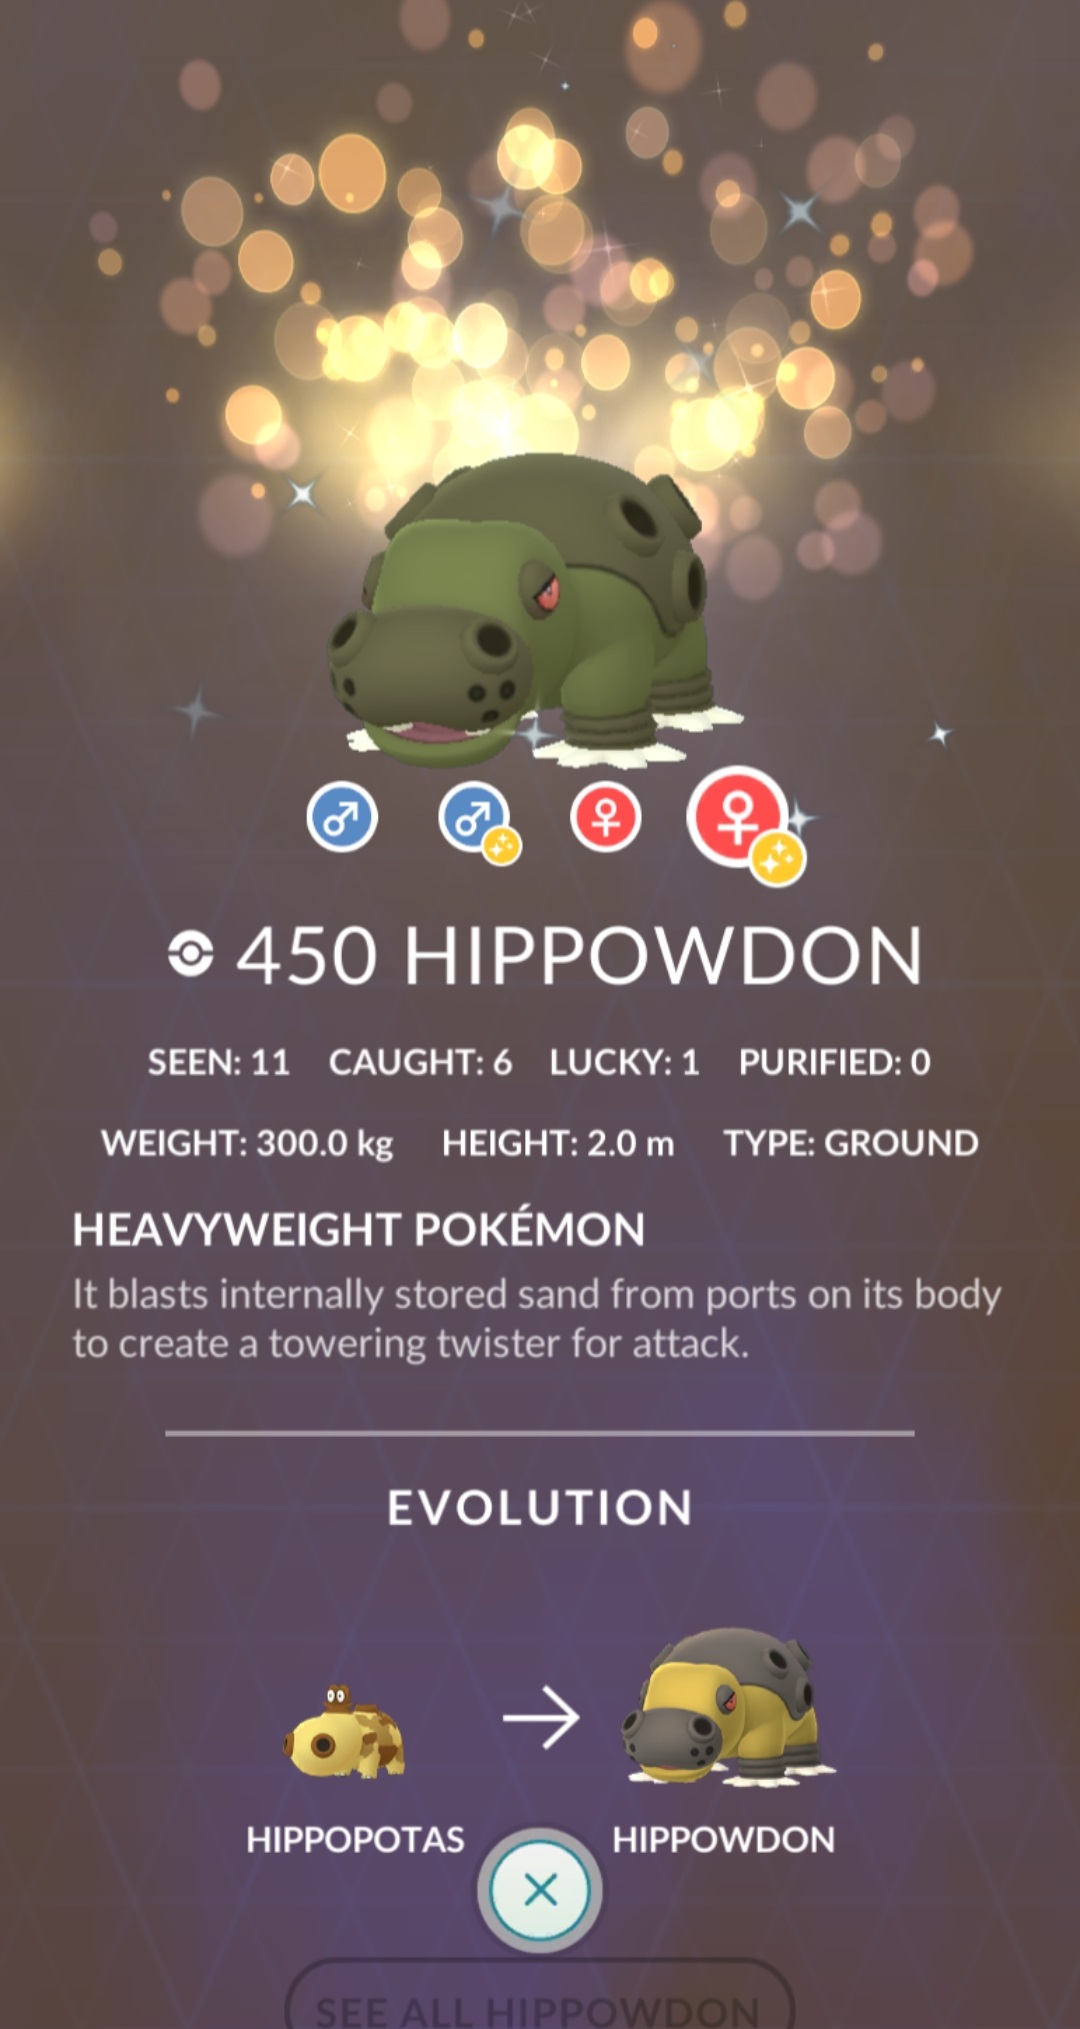 450 HIPPOWDON
SEEN: 11 CAUGHT: 6 LUCKY: 1 PURIFIED: 0
WEIGHT: 300.0 kg HEIGHT: 2.0 m TYPE: GROUND
HEAVYWEIGHT POKÉMON
It blasts internally stored sand from ports on its body
to create a towering twister for attack.
EVOLUTION
HIPPOPOTAS HIPPOWDON
SEE ALL HIPPOWDON